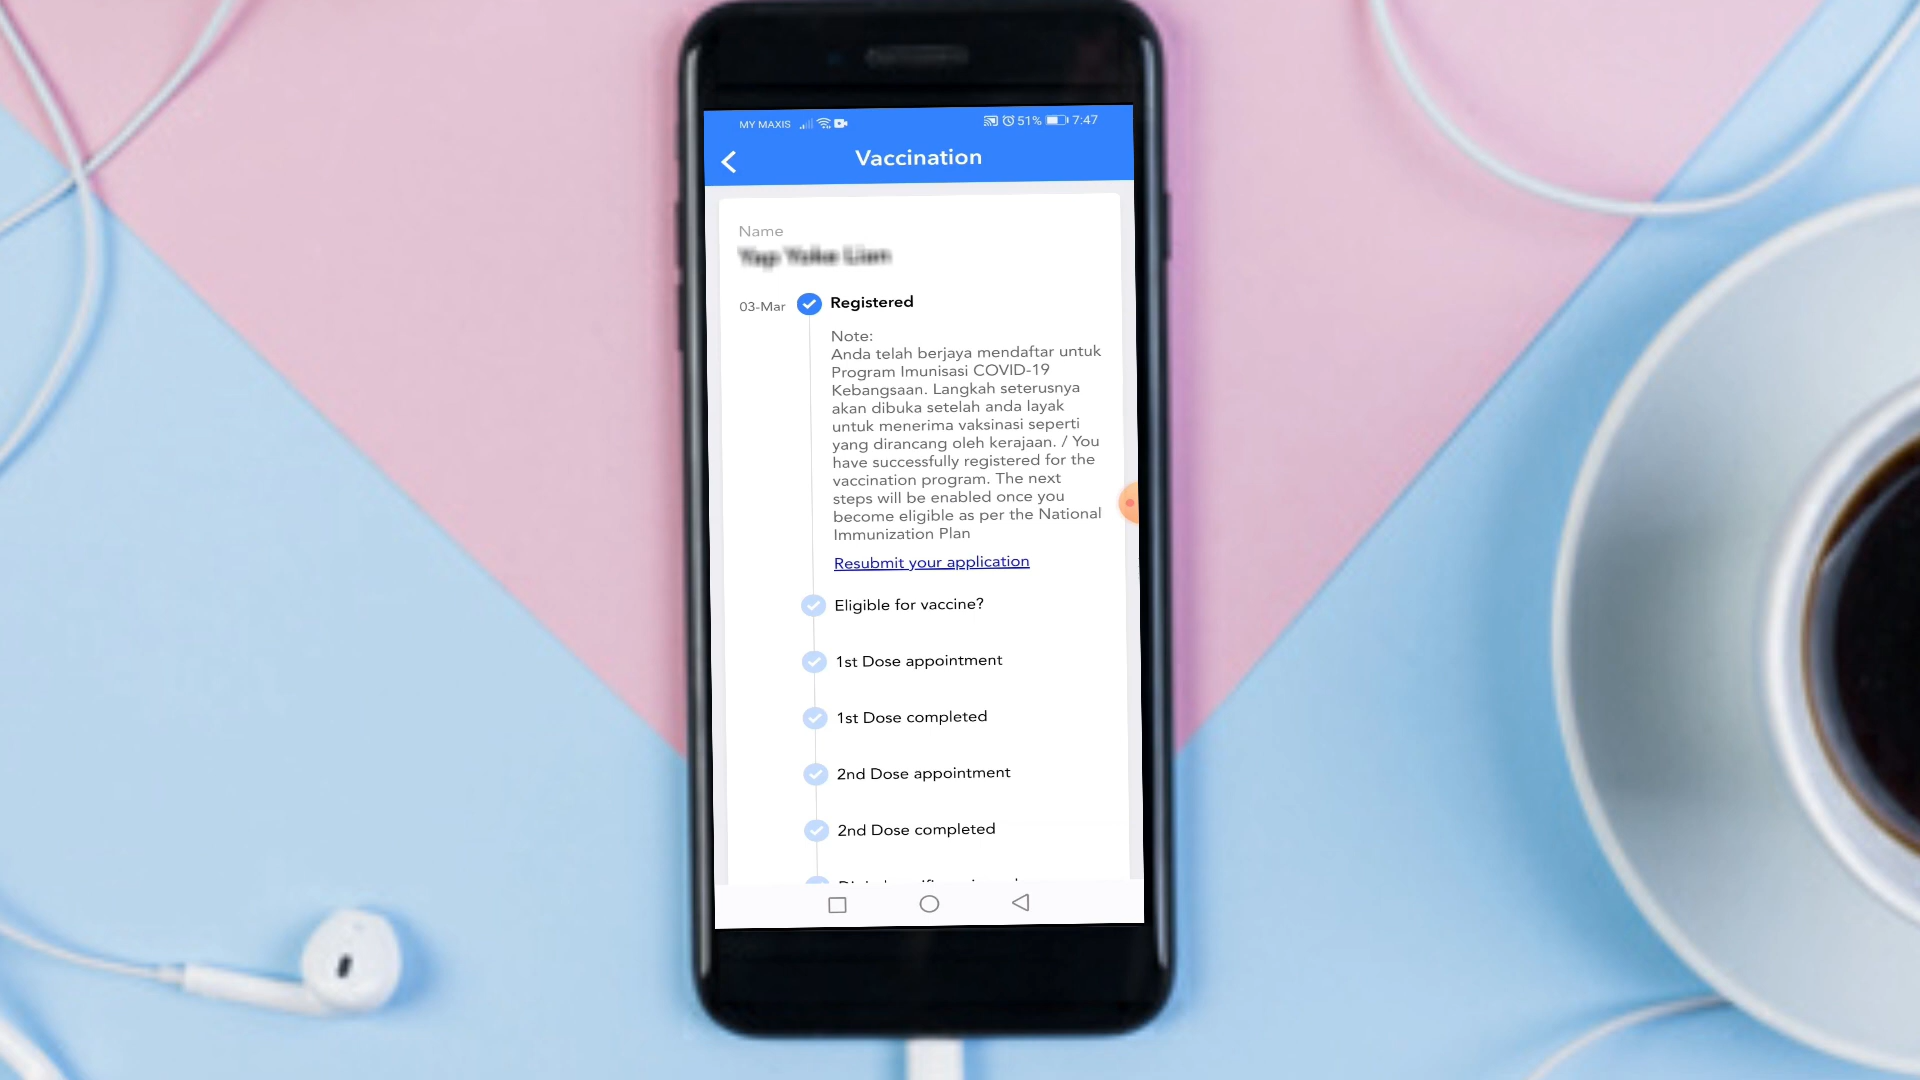 MY MAXIS 51% 7:47
Vaccination
Name
03-Mar Registered
Note:
Anda telah berjaya mendaftar untuk
Program Imunisasi COVID-19
Kebangsaan. Langkah seterusnya
akan dibuka setelah anda layak
untuk menerima vaksinasi seperti
yang dirancang oleh kerajaan. / You
have successfully registered for the
vaccination program. The next
steps will be enabled once you
become eligible as per the National
Immunization Plan
Resubmit your application
Eligible for vaccine?
1st Dose appointment
1st Dose completed
2nd Dose appointment
2nd Dose completed